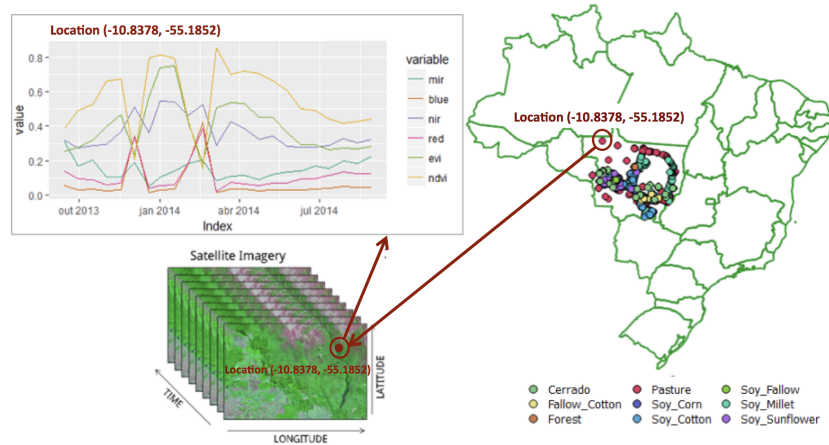 Location (-10.8378, -55.1852)
0.8
0.6
0.4
0.2
0.0
value
out 2013
jan 2014
abr 2014
jul 2014
Index
variable
mir
blue
nir
red
evi
ndvi
Location (-10.8378, -55.1852)
Satellite Imagery
Location (-10.8378, -55.1852)
TIME
LATITUDE
LONGITUDE
Cerrado
Pasture
Soy_Fallow
Fallow_Cotton
Soy_Corn
Soy_Millet
Forest
Soy_Cotton
Soy_Sunflower